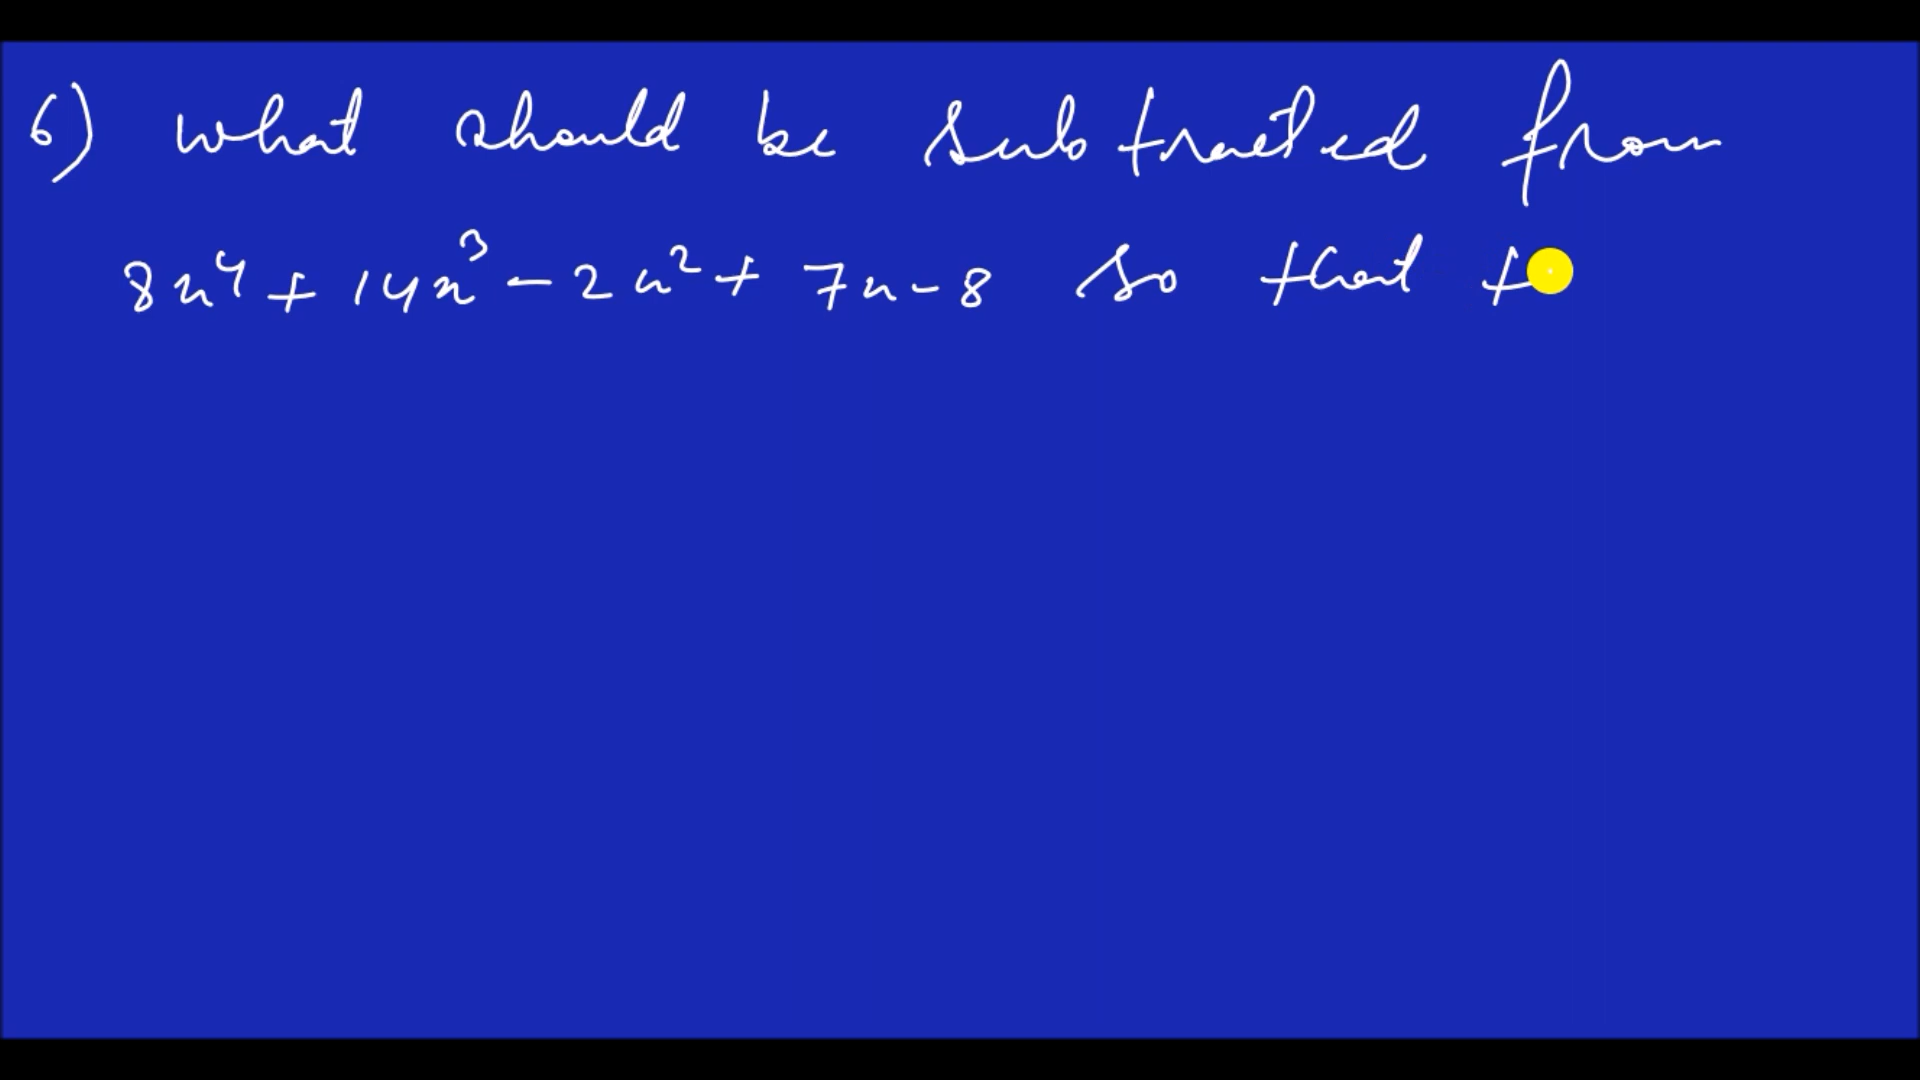 6) What should be subtracted from
8x⁴ + 14x³ - 2x² + 7x - 8 so that